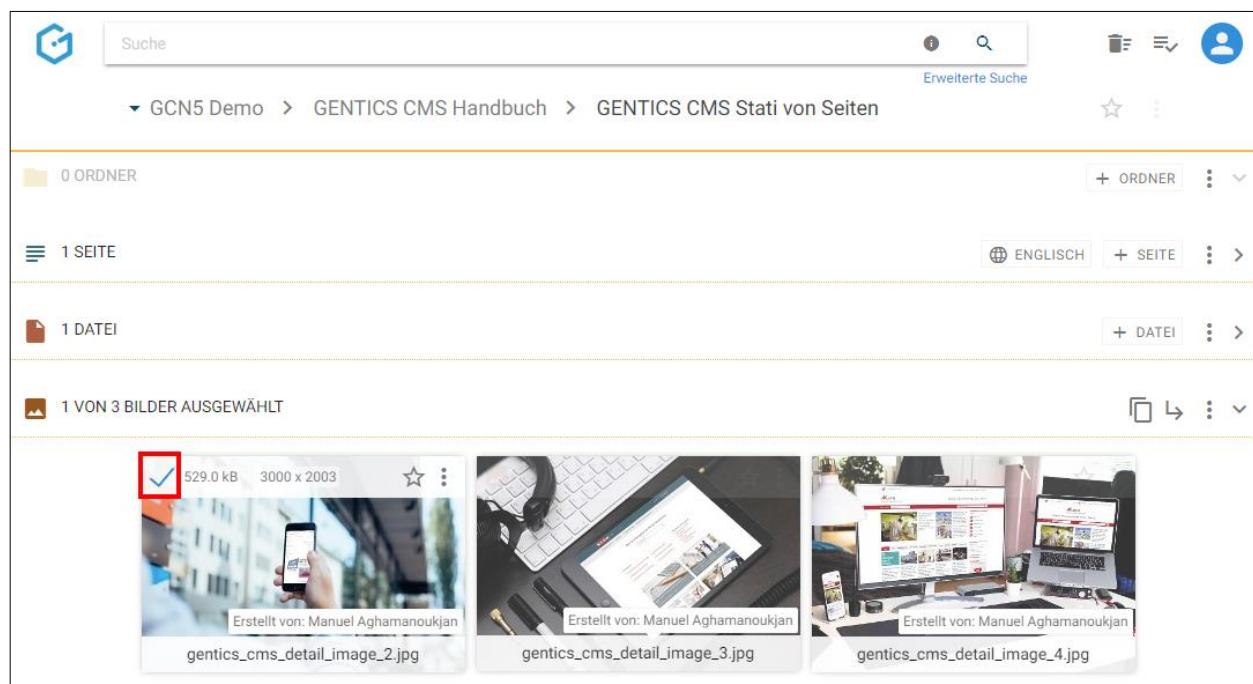 Suche
Erweiterte Suche
GCN5 Demo > GENTICS CMS Handbuch > GENTICS CMS Stati von Seiten
0 ORDNER
+ ORDNER
1 SEITE
ENGLISCH
+ SEITE
1 DATEI
+ DATEI
1 VON 3 BILDER AUSGEWÄHLT
529.0 kB 3000 x 2003
Erstellt von: Manuel Aghamanoukjan
gentics_cms_detail_image_2.jpg
Erstellt von: Manuel Aghamanoukjan
gentics_cms_detail_image_3.jpg
Erstellt von: Manuel Aghamanoukjan
gentics_cms_detail_image_4.jpg